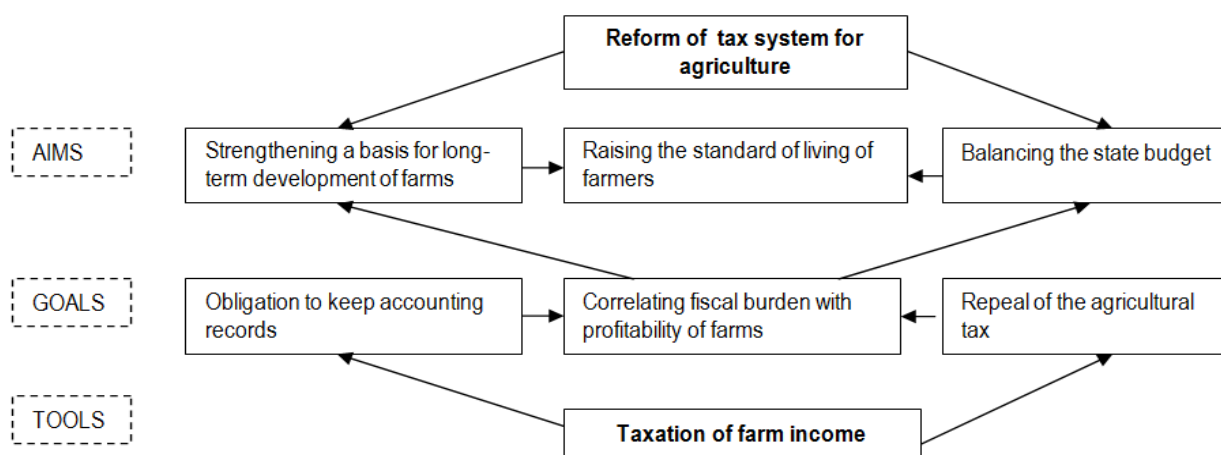 Reform of tax system for
agriculture
AIMS
Strengthening a basis for long-
term development of farms
Raising the standard of living of
farmers
Balancing the state budget
GOALS
Obligation to keep accounting
records
Correlating fiscal burden with
profitability of farms
Repeal of the agricultural
tax
TOOLS
Taxation of farm income